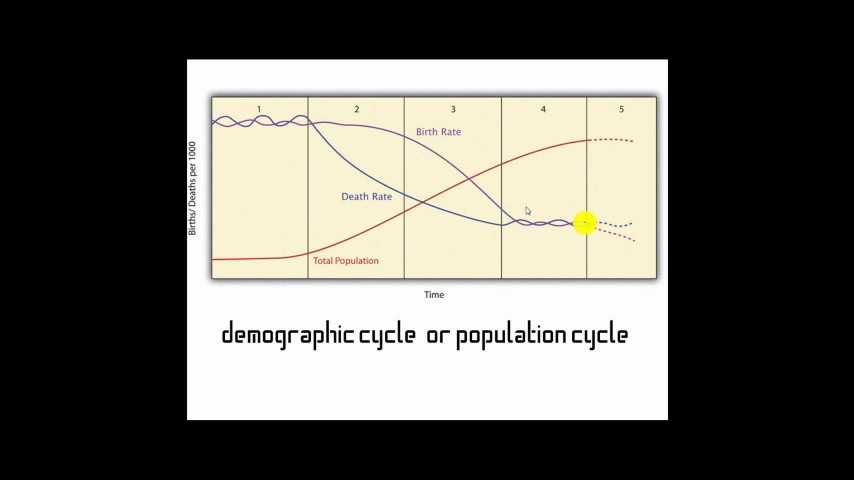 1 2 3 4 5
Birth Rate
Births/ Deaths per 1000
Death Rate
Total Population
Time
demographic cycle or population cycle